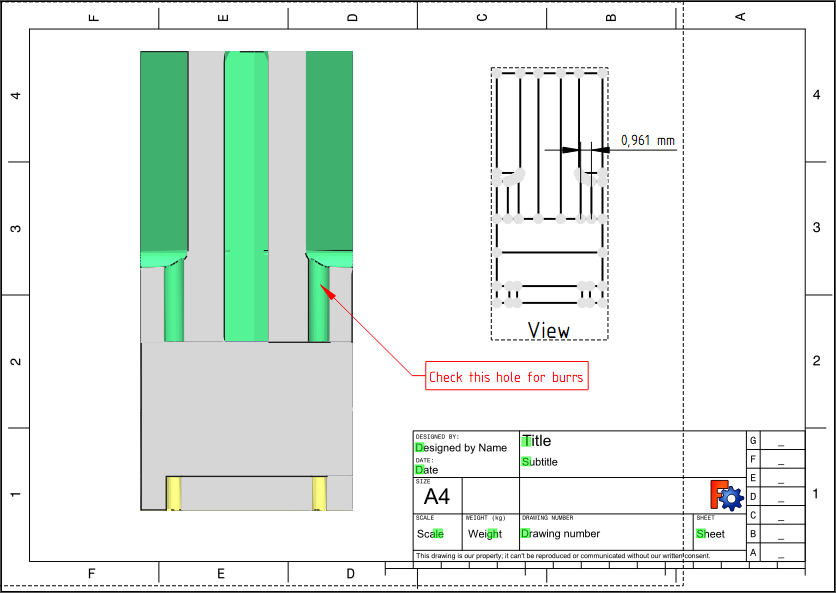 F E D C B A
4 4
0,961 mm
3 3
View
2 2
Check this hole for burrs
DESIGNED BY:
Designed by Name
DATE:
Date
Title
Subtitle
G _
F _
E _
D _
C _
B _
A _
SIZE
A4
1 1
SCALE
Scale
WEIGHT (kg)
Weight
DRAWING NUMBER
Drawing number
SHEET
Sheet
This drawing is our property; it can't be reproduced or communicated without our written consent.
F E D